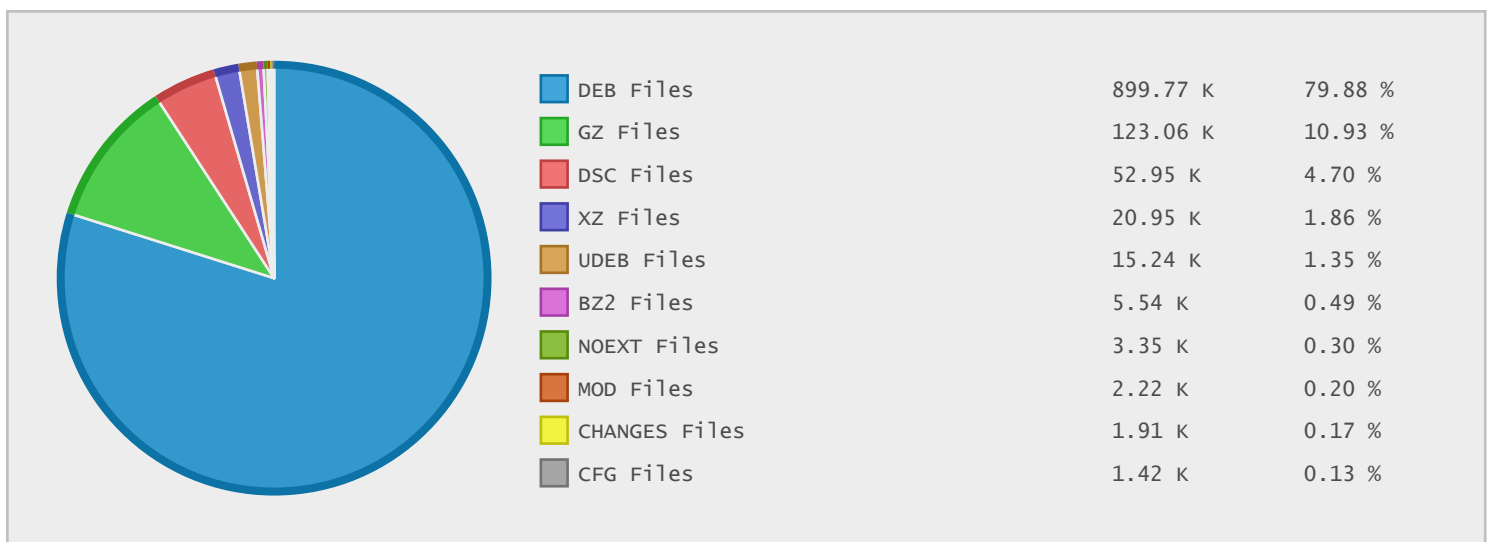 DEB Files 899.77 K 79.88 %
GZ Files 123.06 K 10.93 %
DSC Files 52.95 K 4.70 %
XZ Files 20.95 K 1.86 %
UDEB Files 15.24 K 1.35 %
BZ2 Files 5.54 K 0.49 %
NOEXT Files 3.35 K 0.30 %
MOD Files 2.22 K 0.20 %
CHANGES Files 1.91 K 0.17 %
CFG Files 1.42 K 0.13 %